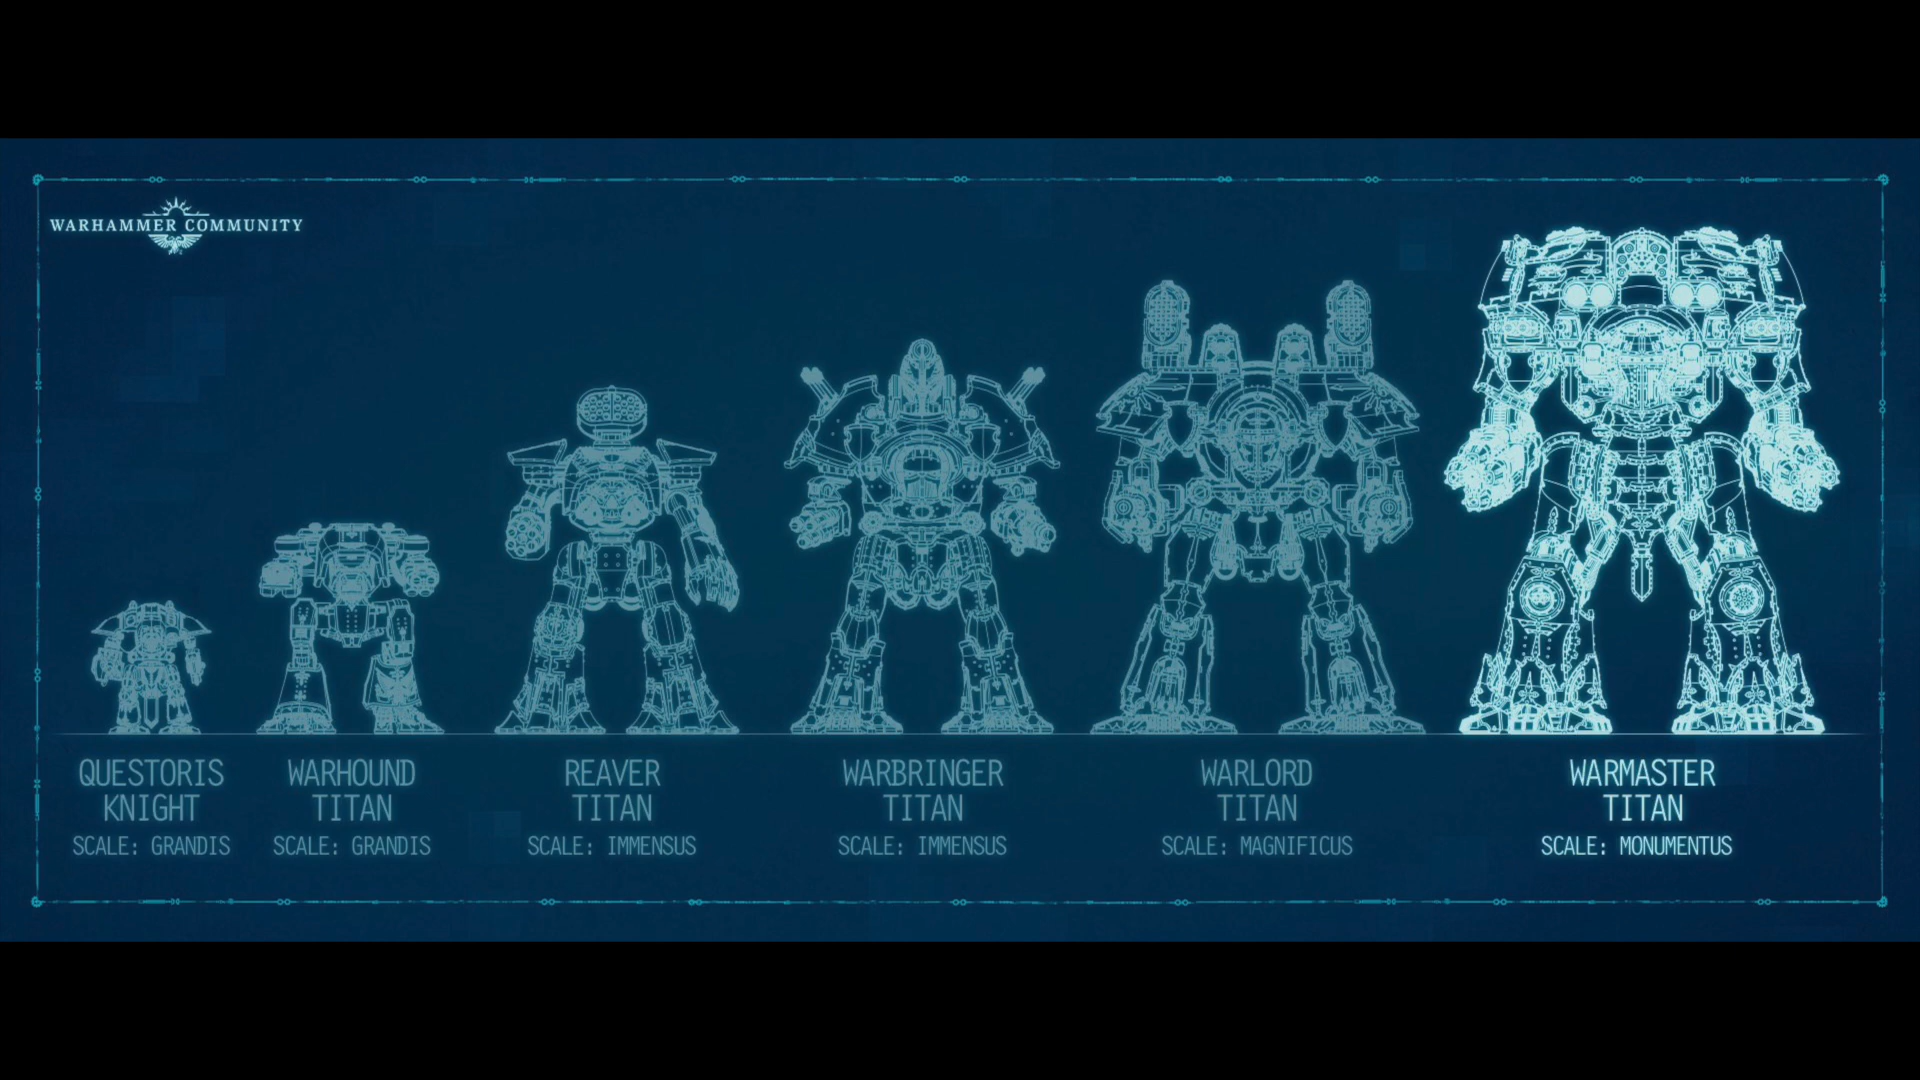 WARHAMMER COMMUNITY
QUESTORIS
KNIGHT
SCALE: GRANDIS
WARHOUND
TITAN
SCALE: GRANDIS
REAVER
TITAN
SCALE: IMMENSUS
WARBRINGER
TITAN
SCALE: IMMENSUS
WARLORD
TITAN
SCALE: MAGNIFICUS
WARMASTER
TITAN
SCALE: MONUMENTUS